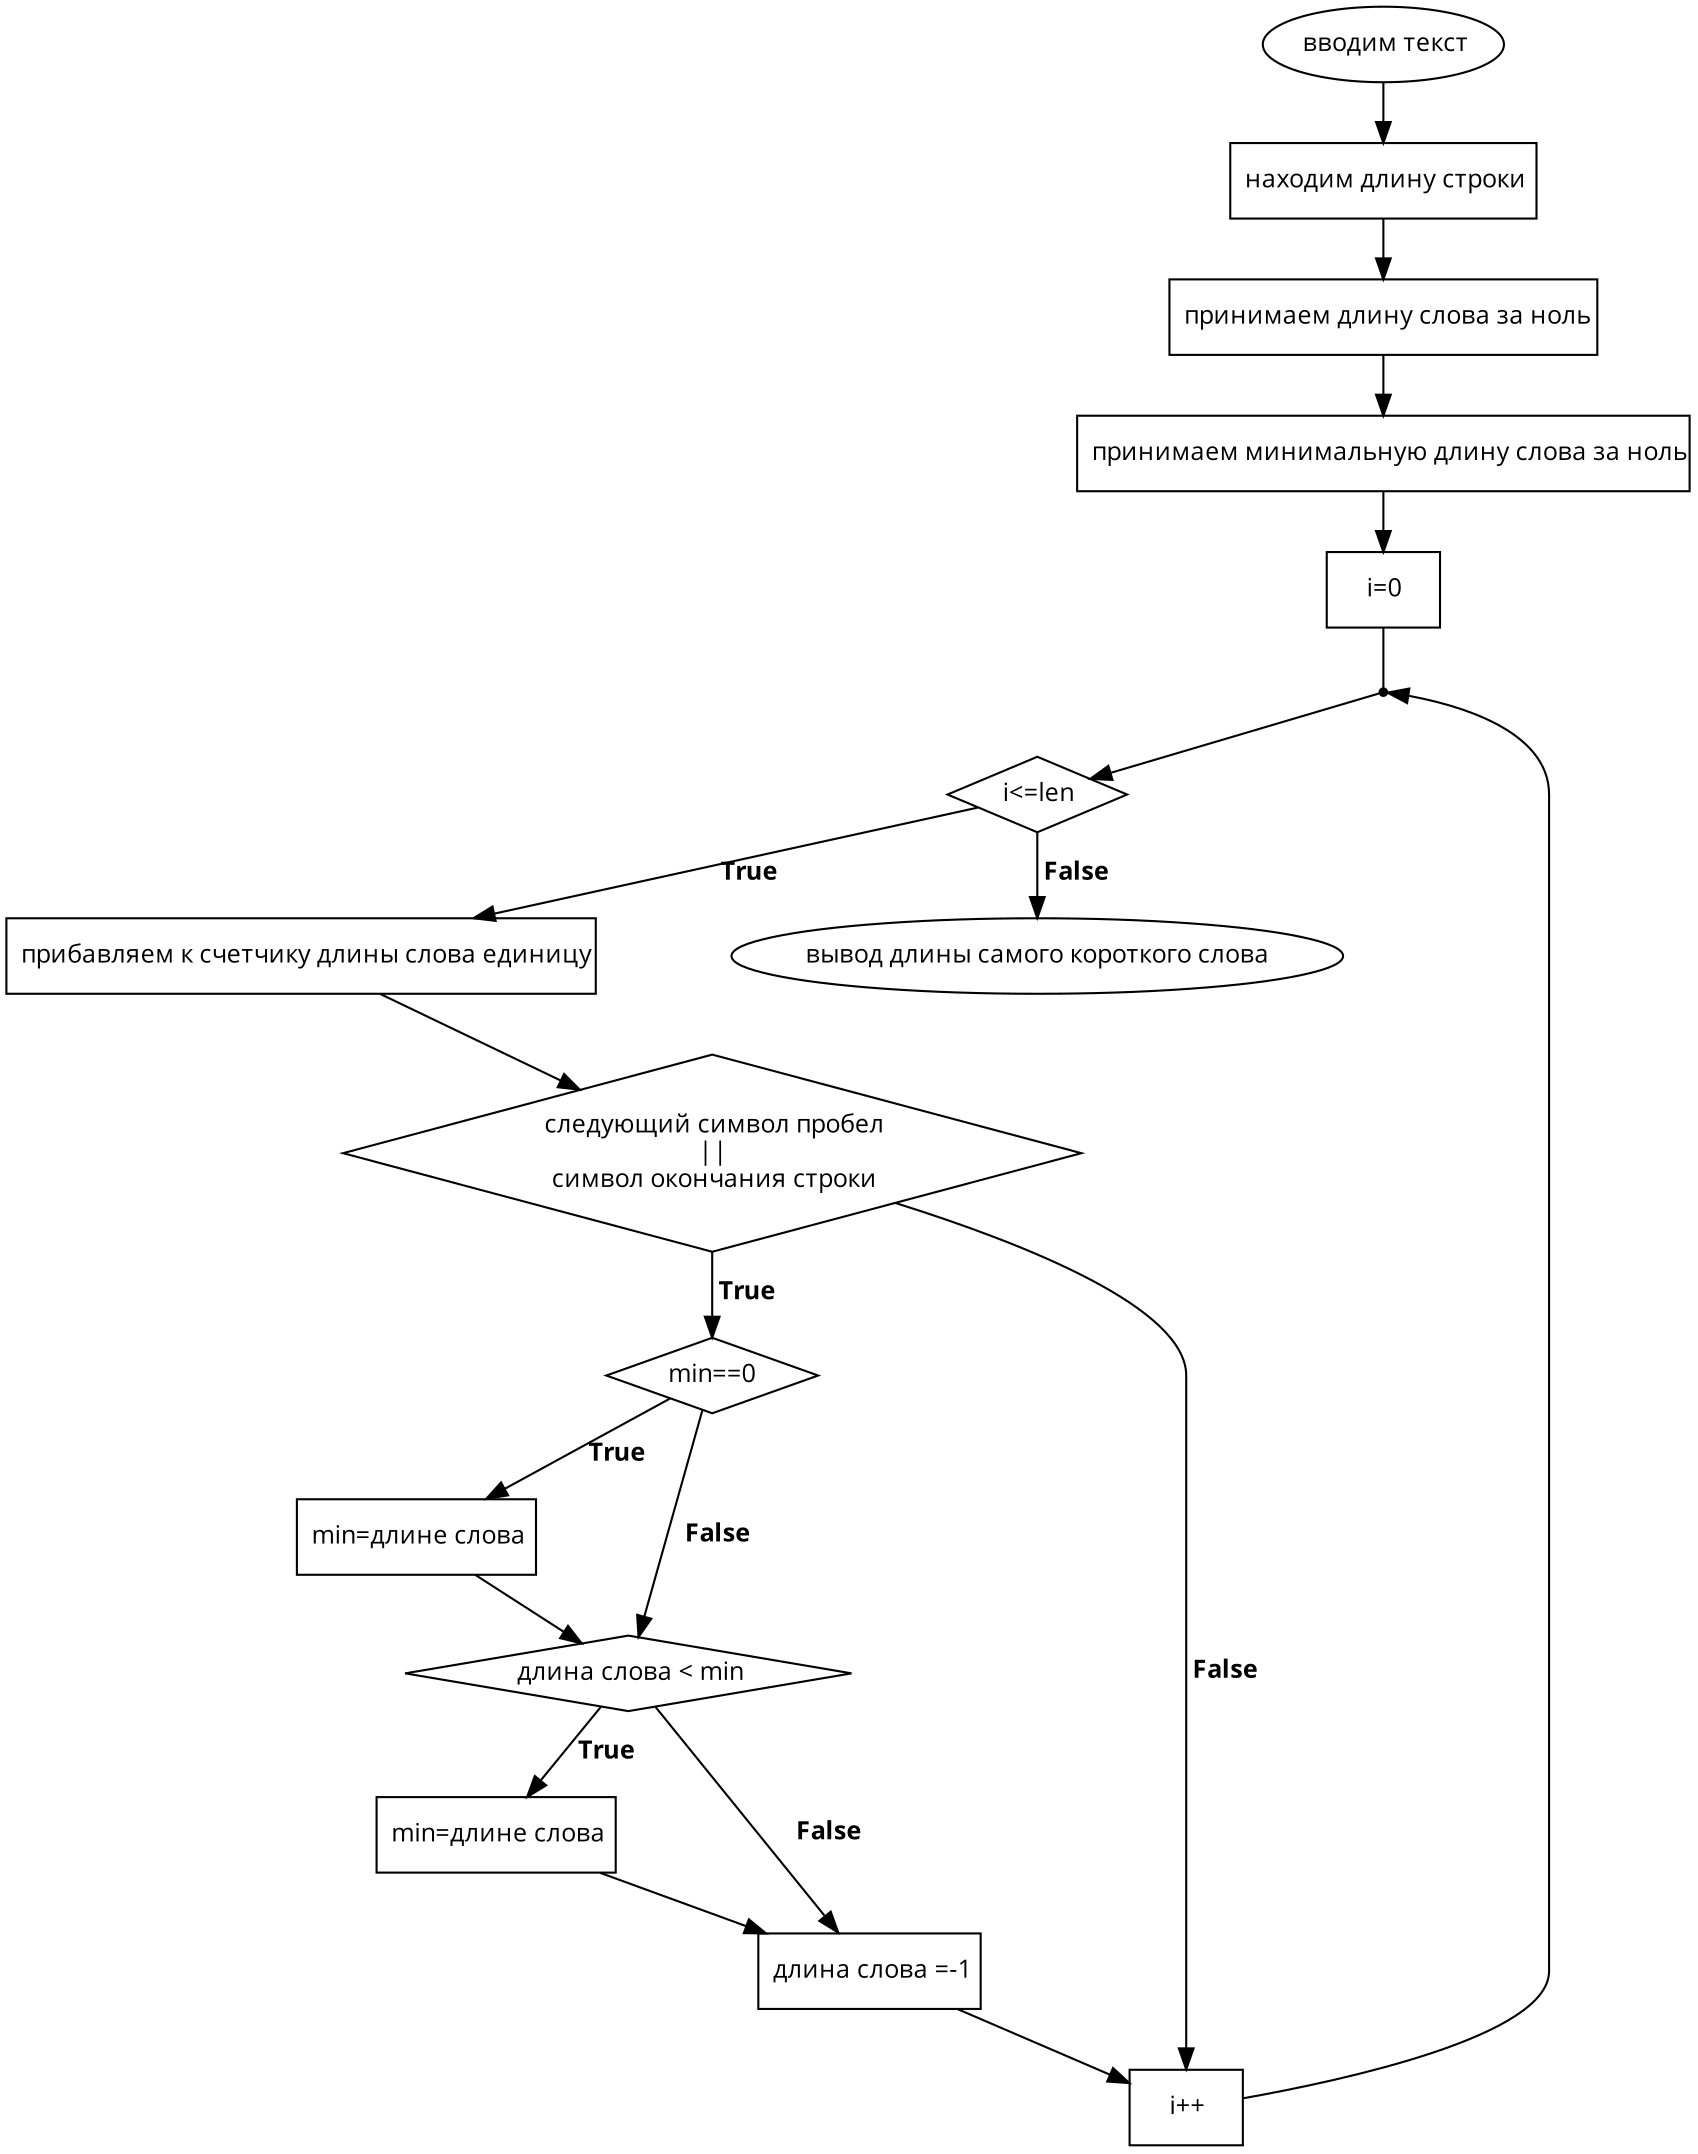 вводим текст
находим длину строки
принимаем длину слова за ноль
принимаем минимальную длину слова за ноль
i=0
i<=len
True
False
прибавляем к счетчику длины слова единицу
вывод длины самого короткого слова
следующий символ пробел
||
символ окончания строки
True
min==0
True
min=длине слова
False
длина слова < min
False
True
min=длине слова
False
длина слова =-1
i++